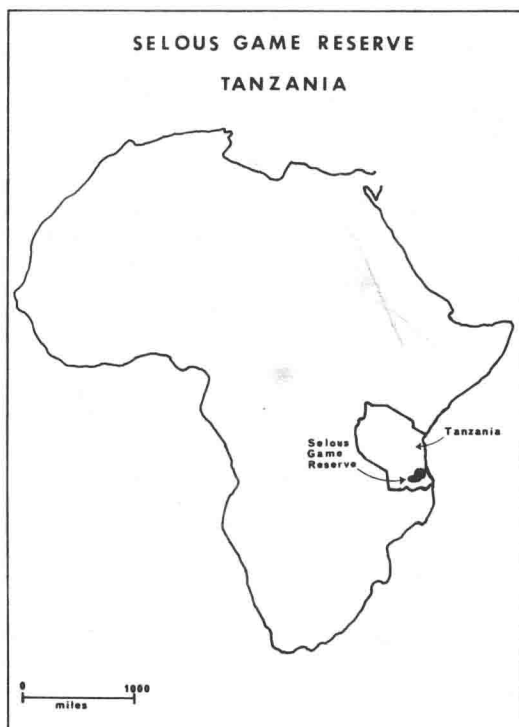 SELOUS GAME RESERVE
TANZANIA
Tanzania
Selous
Game
Reserve
0 1000
miles